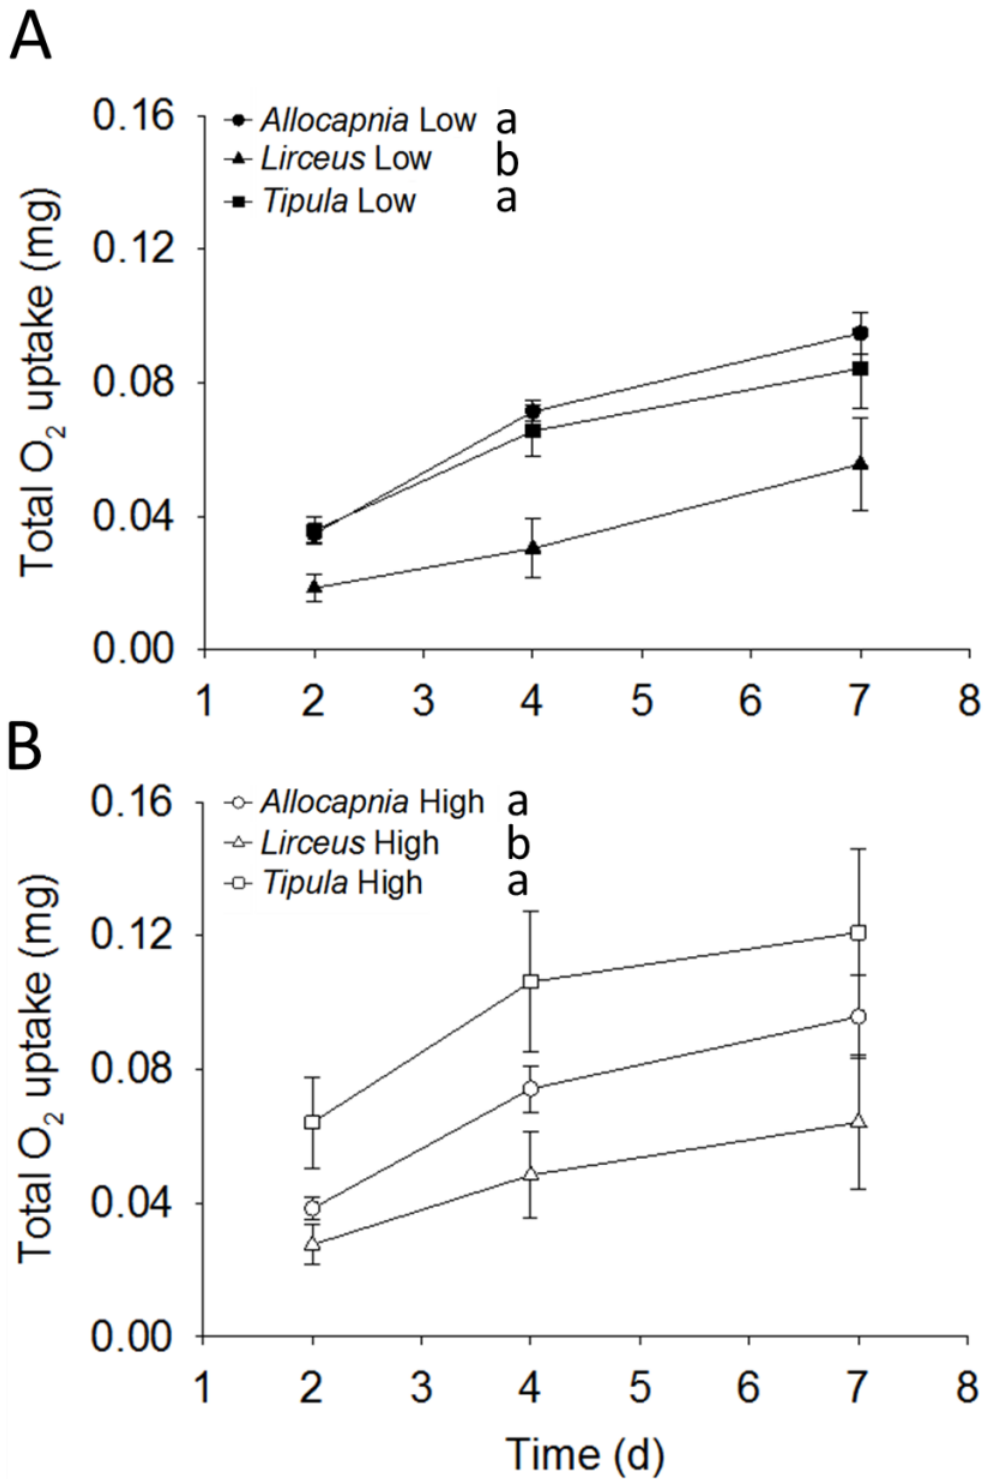 A
Total O₂ uptake (mg)
0.16
0.12
0.08
0.04
0.00
Allocapnia Low a
Lirceus Low b
Tipula Low a
1 2 3 4 5 6 7 8
B
Total O₂ uptake (mg)
0.16
0.12
0.08
0.04
0.00
Allocapnia High a
Lirceus High b
Tipula High a
1 2 3 4 5 6 7 8
Time (d)